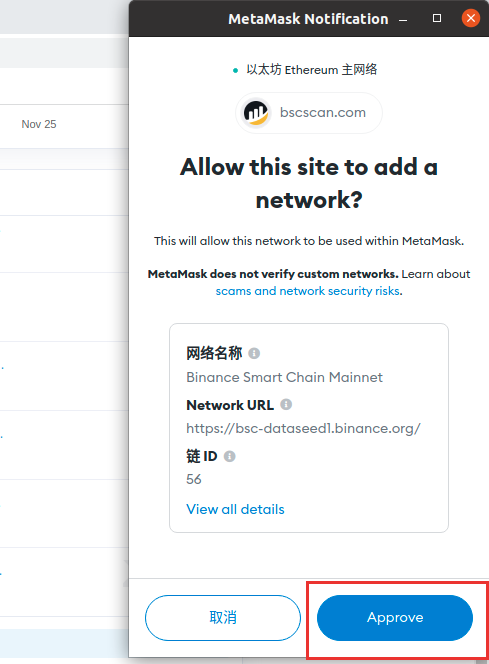 MetaMask Notification
Nov 25
以太坊 Ethereum 主网络
bscscan.com
Allow this site to add a
network?
This will allow this network to be used within MetaMask.
MetaMask does not verify custom networks. Learn about
scams and network security risks.
网络名称
Binance Smart Chain Mainnet
Network URL
https://bsc-dataseed1.binance.org/
链 ID
56
View all details
取消
Approve